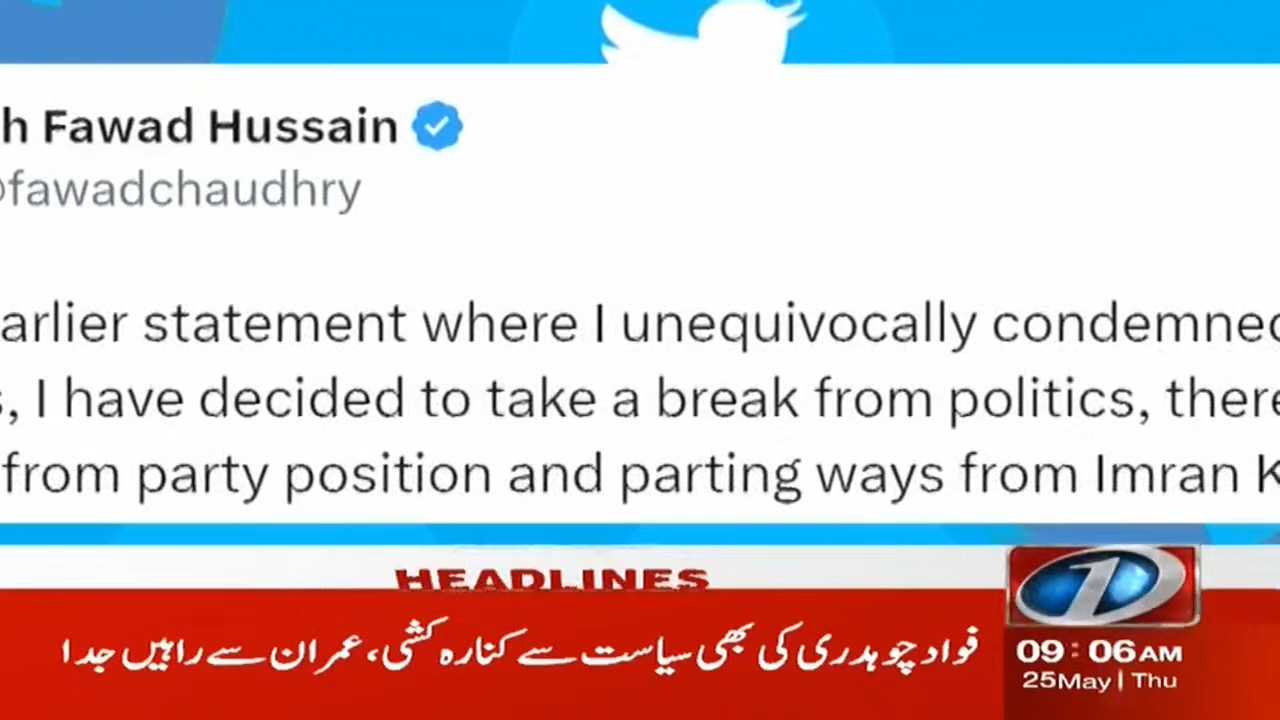 h Fawad Hussain
@fawadchaudhry
arlier statement where I unequivocally condemned
s, I have decided to take a break from politics, there
from party position and parting ways from Imran K
HEADLINES
فواد چوہدری کی بھی سیاست سے کنارہ کشی، عمران سے راہیں جدا
1
09:06AM
25May | Thu